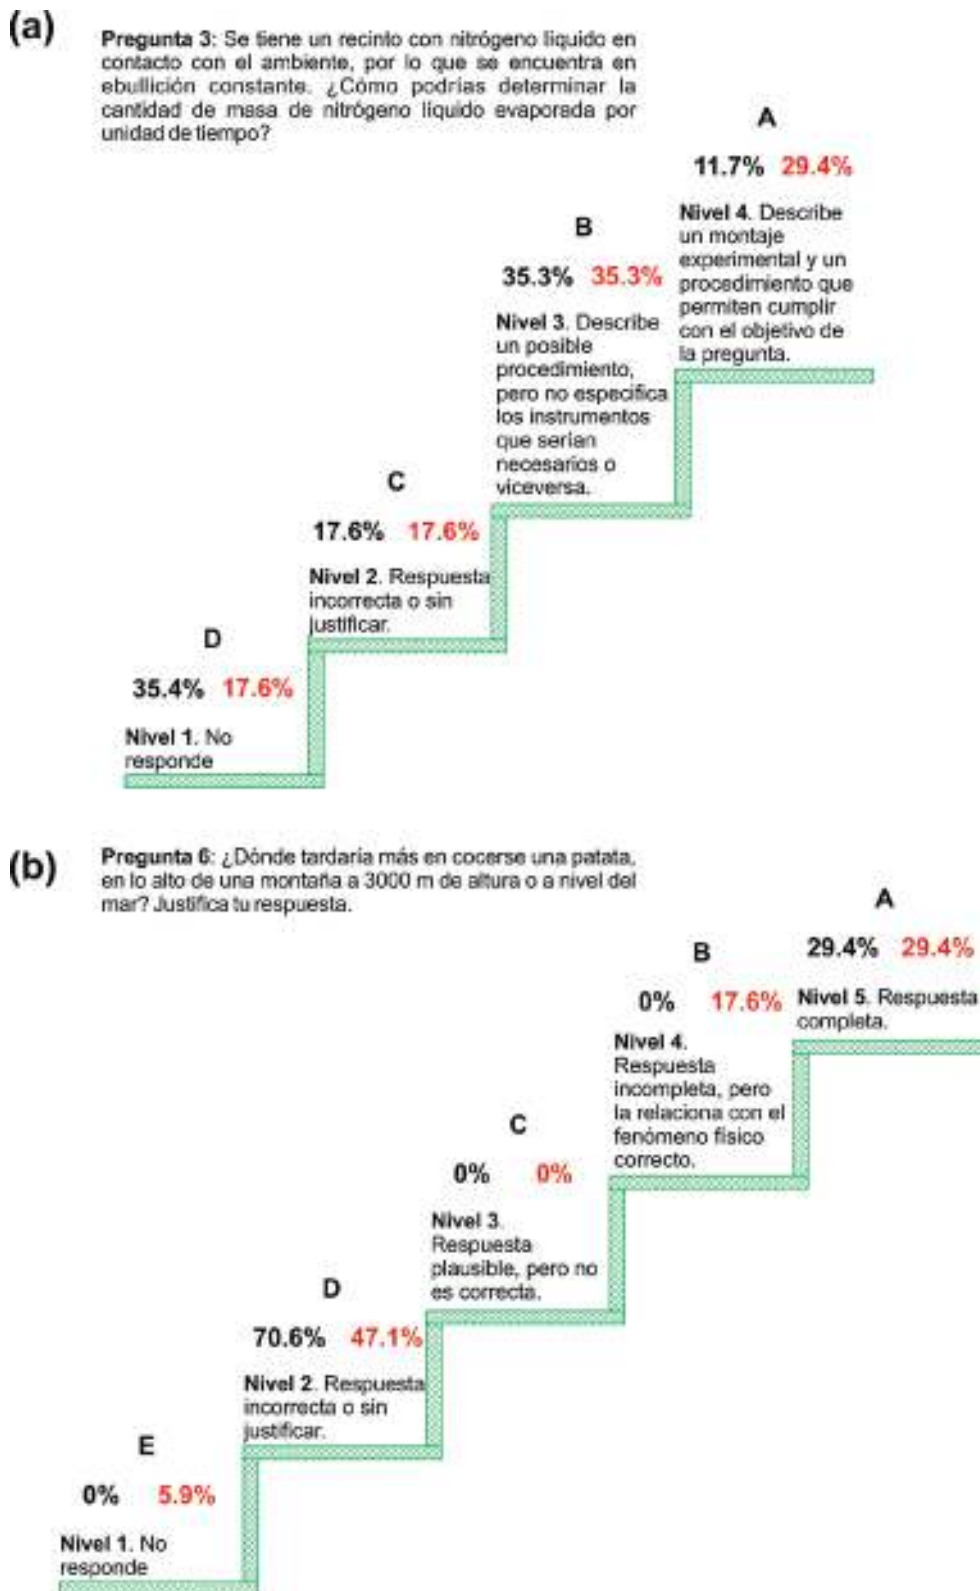 (a)
Pregunta 3: Se tiene un recinto con nitrógeno líquido en
contacto con el ambiente, por lo que se encuentra en
ebullición constante. ¿Cómo podrías determinar la
cantidad de masa de nitrógeno líquido evaporada por
unidad de tiempo?
A
11.7% 29.4%
Nivel 4. Describe
un montaje
experimental y un
procedimiento que
permiten cumplir
con el objetivo de
la pregunta.
B
35.3% 35.3%
Nivel 3. Describe
un posible
procedimiento,
pero no especifica
los instrumentos
que serían
necesarios o
viceversa.
C
17.6% 17.6%
Nivel 2. Respuesta
incorrecta o sin
justificar.
D
35.4% 17.6%
Nivel 1. No
responde
(b)
Pregunta 6: ¿Dónde tardaría más en cocerse una patata,
en lo alto de una montaña a 3000 m de altura o a nivel del
mar? Justifica tu respuesta.
A
29.4% 29.4%
Nivel 5. Respuesta
completa.
B
0% 17.6%
Nivel 4.
Respuesta
incompleta, pero
la relaciona con el
fenómeno físico
correcto.
C
0% 0%
Nivel 3.
Respuesta
plausible, pero no
es correcta.
D
70.6% 47.1%
Nivel 2. Respuesta
incorrecta o sin
justificar.
E
0% 5.9%
Nivel 1. No
responde